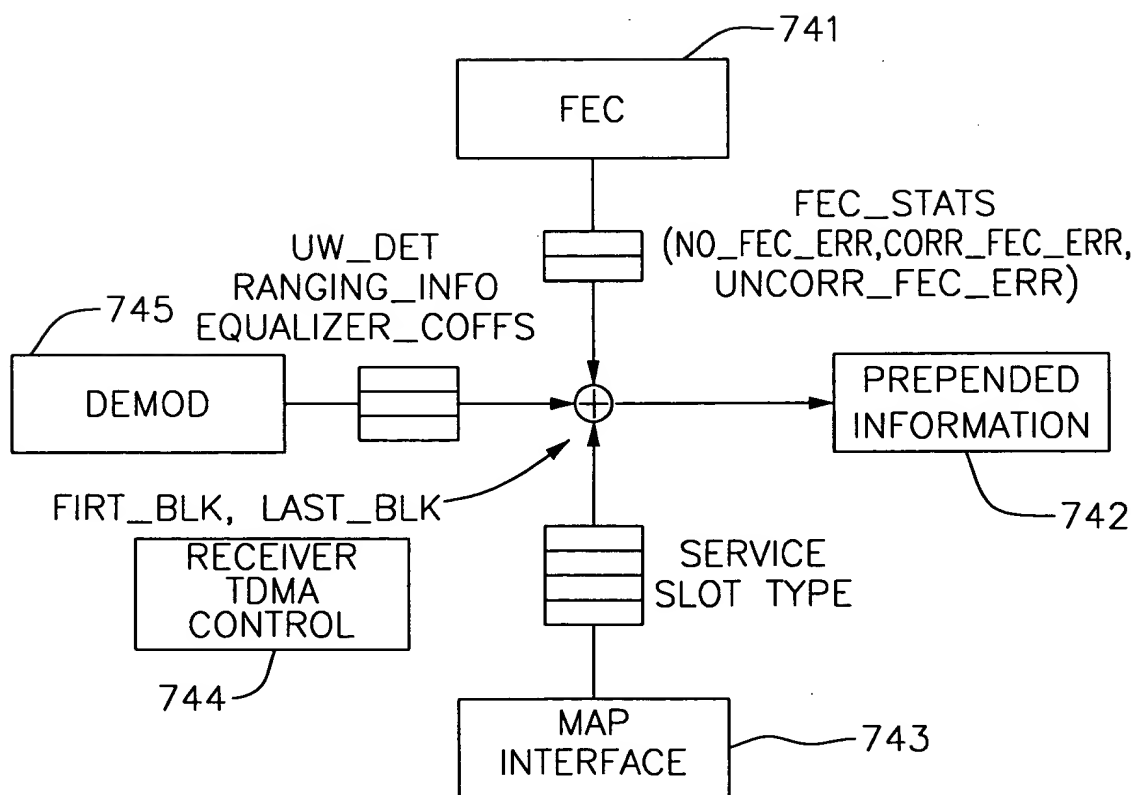 741
FEC
FEC_STATS
(NO_FEC_ERR,CORR_FEC_ERR,
UNCORR_FEC_ERR)
UW_DET
RANGING_INFO
EQUALIZER_COFFS
745
DEMOD
PREPENDED
INFORMATION
742
FIRT_BLK, LAST_BLK
RECEIVER
TDMA
CONTROL
744
SERVICE
SLOT TYPE
MAP
INTERFACE
743